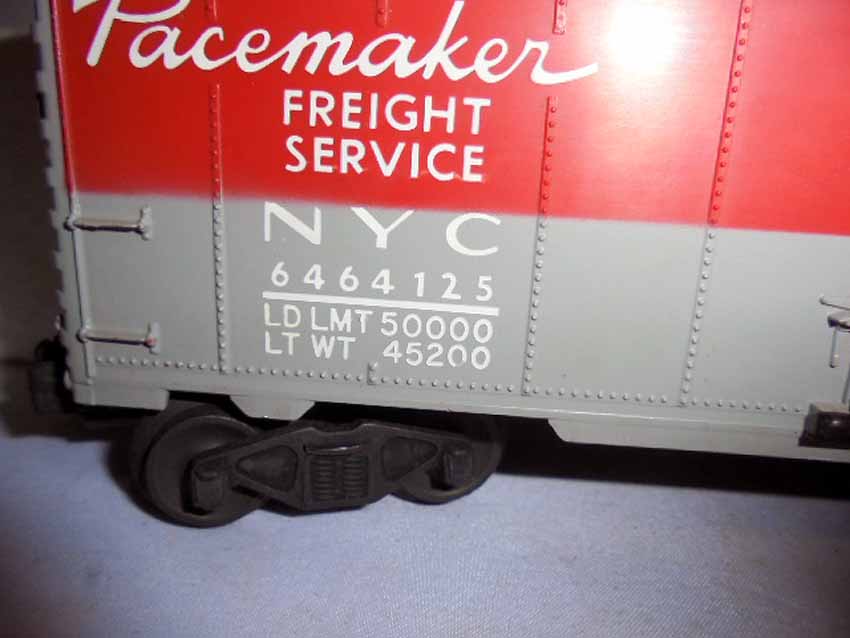 Pacemaker
FREIGHT
SERVICE
NYC
6464125
LD LMT 50000
LT WT 45200